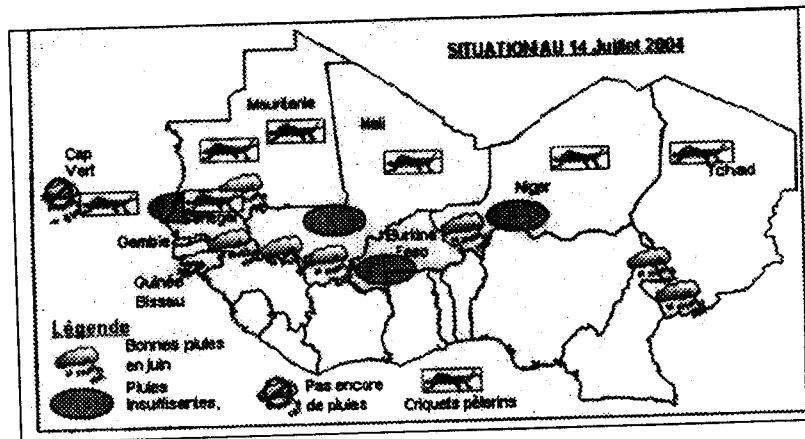 SITUATION AU 14 Juillet 2004
Mauritanie
Mali
Cap
Vert
Niger
Tchad
Sénégal
Gambie
Burkina
Faso
Guinée
Bissau
Légende
Bonnes pluies
en juin
Pluies
Insuffisantes,
Pas encore
de pluies
Criquets pèlerins